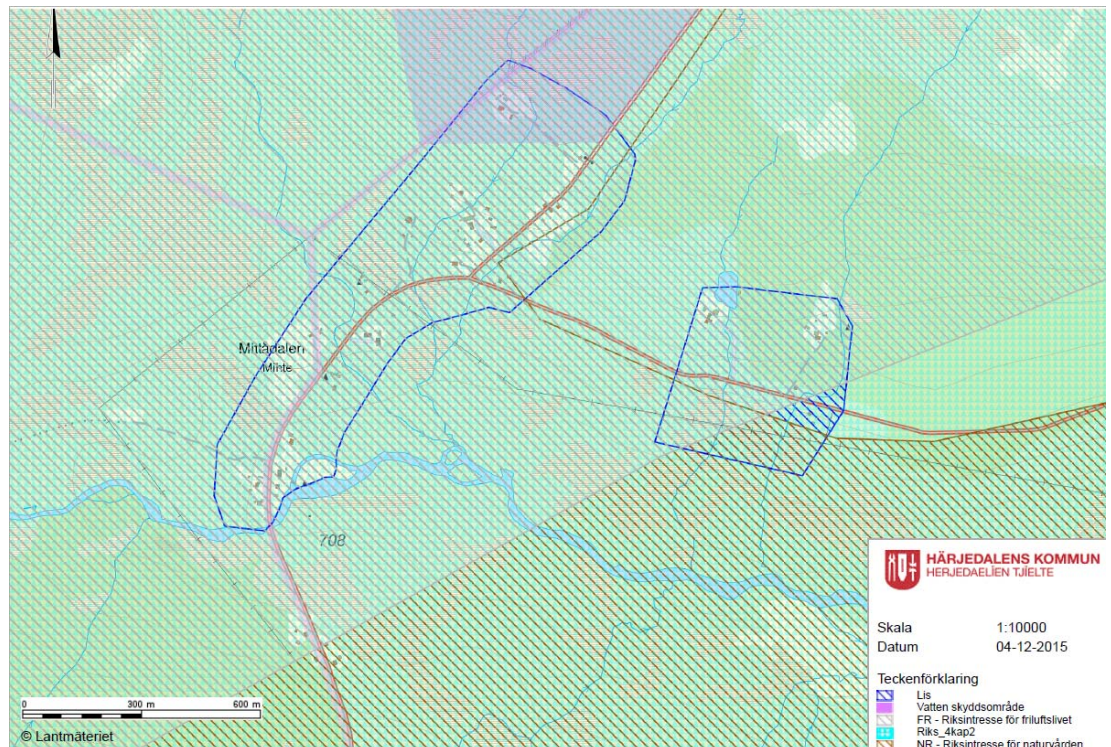 Mittådalen
Minte
708
0 300 m 600 m
© Lantmäteriet
HÄRJEDALENS KOMMUN
HERJEDAELIEN TJÏELTE
Skala 1:10000
Datum 04-12-2015
Teckenförklaring
Lis
Vatten skyddsområde
FR - Riksintresse för friluftslivet
Riks_4kap2
NR - Riksintresse för naturvården